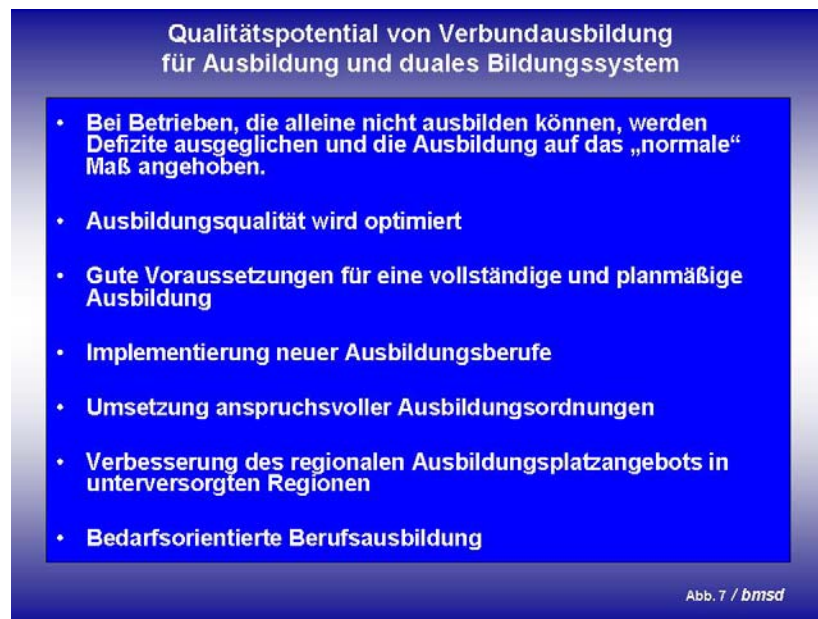 Qualitätspotential von Verbundausbildung
für Ausbildung und duales Bildungssystem
• Bei Betrieben, die alleine nicht ausbilden können, werden
Defizite ausgeglichen und die Ausbildung auf das „normale“
Maß angehoben.
• Ausbildungsqualität wird optimiert
• Gute Voraussetzungen für eine vollständige und planmäßige
Ausbildung
• Implementierung neuer Ausbildungsberufe
• Umsetzung anspruchsvoller Ausbildungsordnungen
• Verbesserung des regionalen Ausbildungsplatzangebots in
unterversorgten Regionen
• Bedarfsorientierte Berufsausbildung
Abb. 7 / bmsd